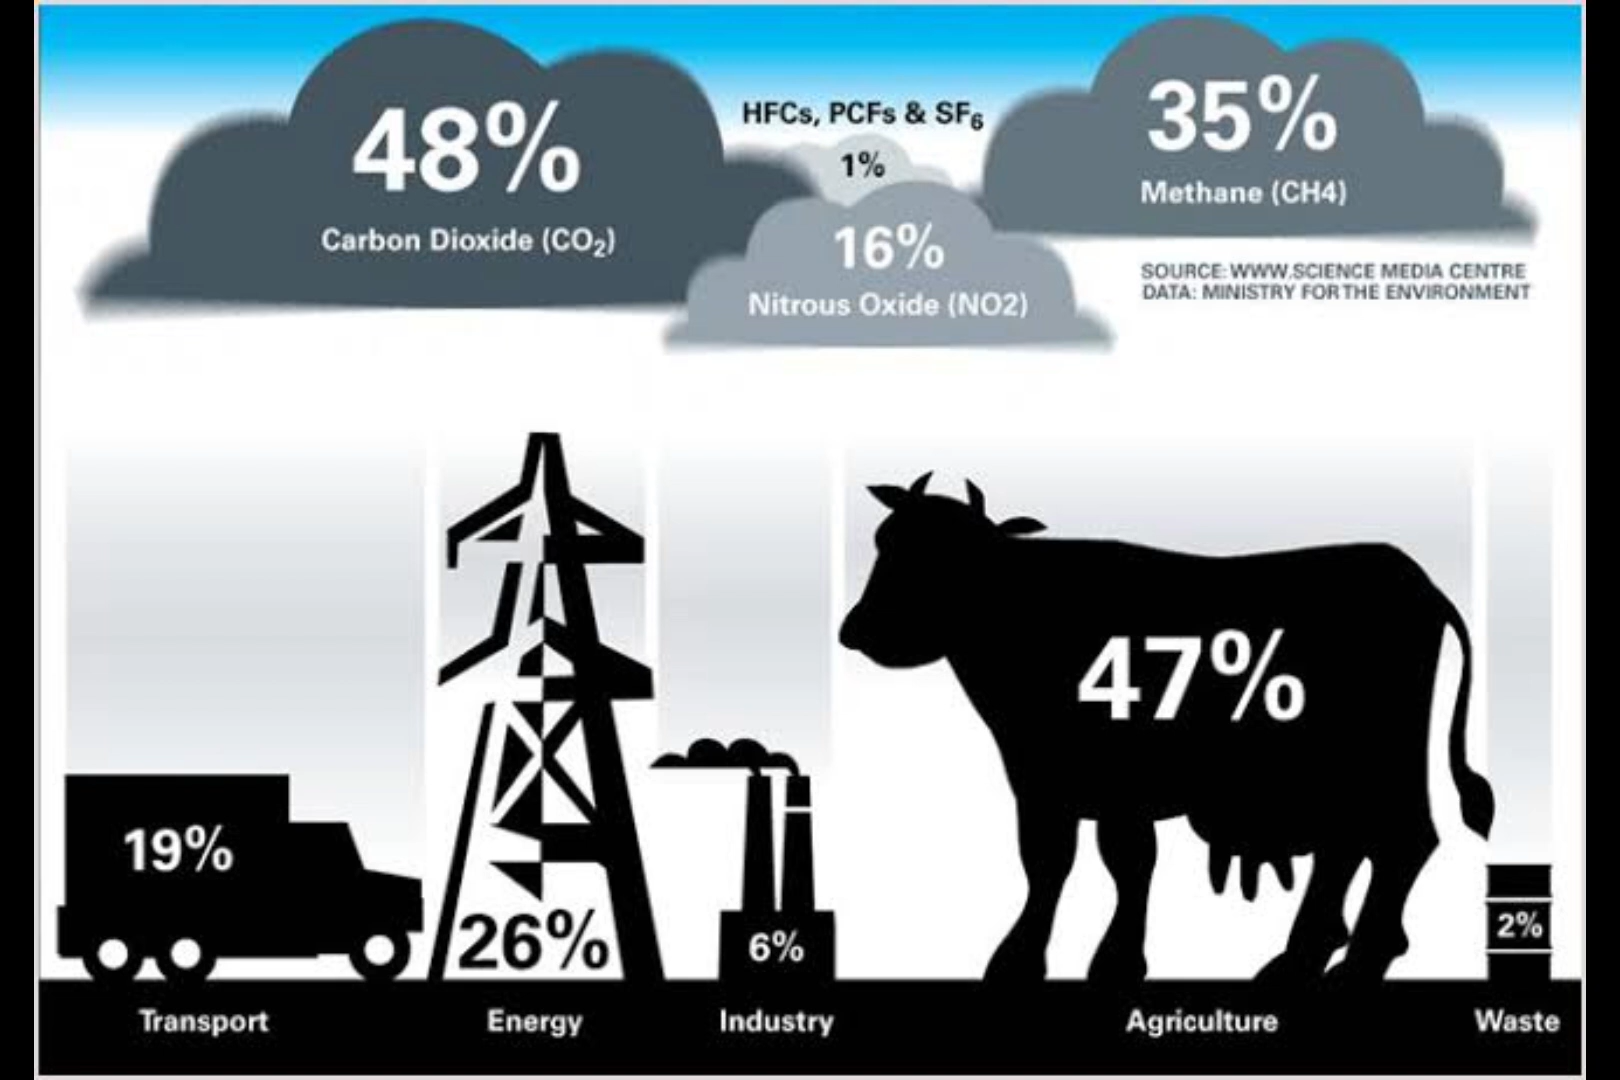 48%
Carbon Dioxide (CO₂)
HFCs, PCFs & SF₆
1%
16%
Nitrous Oxide (NO2)
35%
Methane (CH4)
SOURCE: WWW.SCIENCE MEDIA CENTRE
DATA: MINISTRY FOR THE ENVIRONMENT
19%
26%
6%
47%
2%
Transport
Energy
Industry
Agriculture
Waste